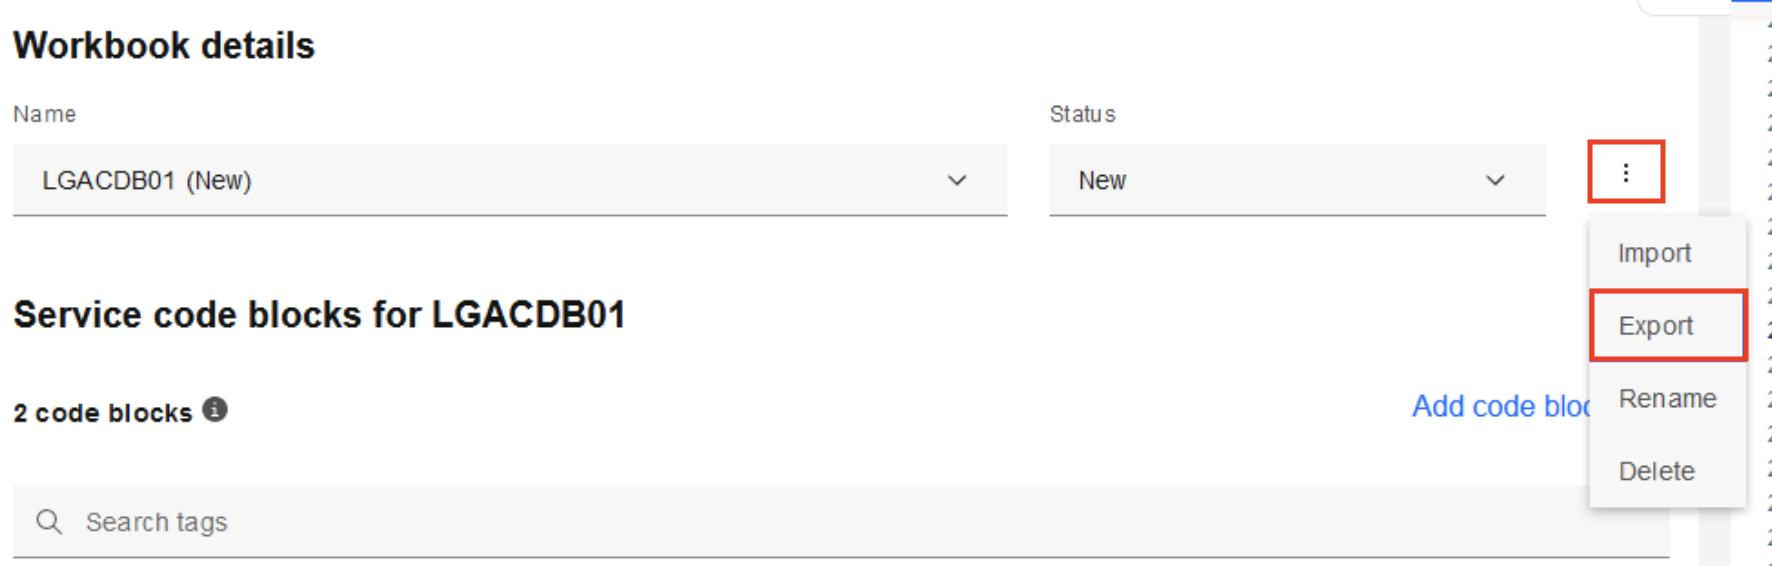 Workbook details
Name
Status
LGACDB01 (New)
New
Import
Service code blocks for LGACDB01
Export
2 code blocks
Add code
Rename
Delete
Search tags